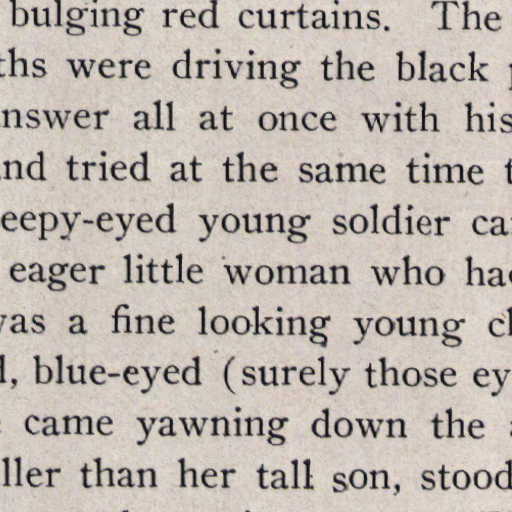 bulging red curtains. The
ths were driving the black
nswer all at once with his
nd tried at the same time
eepy-eyed young soldier ca
eager little woman who had
was a fine looking young
, blue-eyed (surely those ey
came yawning down the
ller than her tall son, stood